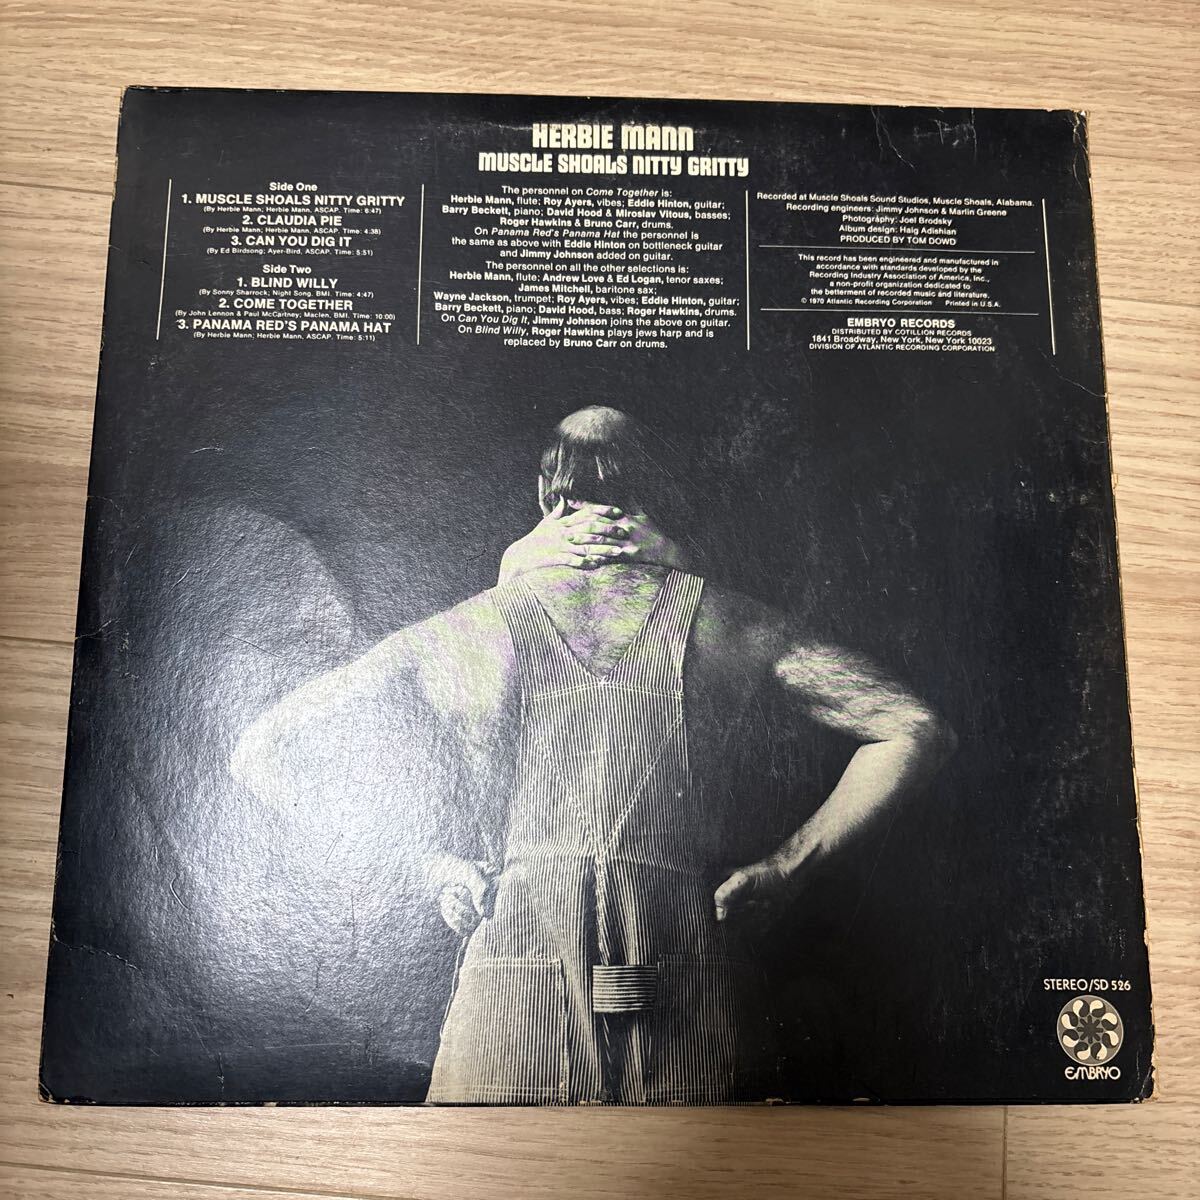 HERBIE MANN
MUSCLE SHOALS NITTY GRITTY
Side One
1. MUSCLE SHOALS NITTY GRITTY
(By Herbie Mann; Herbie Mann, ASCAP. Time: 6:47)
2. CLAUDIA PIE
(By Herbie Mann; Herbie Mann, ASCAP. Time: 4:38)
3. CAN YOU DIG IT
(By Ed Birdsong; Ayer-Bird, ASCAP. Time: 5:51)
Side Two
1. BLIND WILLY
(By Sonny Sharrock; Night Song, BMI. Time: 4:47)
2. COME TOGETHER
(By John Lennon & Paul McCartney; Maclen, BMI. Time: 10:00)
3. PANAMA RED'S PANAMA HAT
(By Herbie Mann; Herbie Mann, ASCAP. Time: 5:11)
The personnel on Come Together is:
Herbie Mann, flute; Roy Ayers, vibes; Eddie Hinton, guitar;
Barry Beckett, piano; David Hood & Miroslav Vitous, basses;
Roger Hawkins & Bruno Carr, drums.
On Panama Red's Panama Hat the personnel is
the same as above with Eddie Hinton on bottleneck guitar
and Jimmy Johnson added on guitar.
The personnel on all the other selections is:
Herbie Mann, flute; Andrew Love & Ed Logan, tenor saxes;
James Mitchell, baritone sax;
Wayne Jackson, trumpet; Roy Ayers, vibes; Eddie Hinton, guitar;
Barry Beckett, piano; David Hood, bass; Roger Hawkins, drums.
On Can You Dig It, Jimmy Johnson joins the above on guitar.
On Blind Willy, Roger Hawkins plays jews harp and is
replaced by Bruno Carr on drums.
Recorded at Muscle Shoals Sound Studios, Muscle Shoals, Alabama.
Recording engineers: Jimmy Johnson & Marlin Greene
Photography: Joel Brodsky
Album design: Haig Adishian
PRODUCED BY TOM DOWD
This record has been engineered and manufactured in
accordance with standards developed by the
Recording Industry Association of America, Inc.,
a non-profit organization dedicated to
the betterment of recorded music and literature.
© 1970 Atlantic Recording Corporation Printed in U.S.A.
EMBRYO RECORDS
DISTRIBUTED BY COTILLION RECORDS
1841 Broadway, New York, New York 10023
DIVISION OF ATLANTIC RECORDING CORPORATION
STEREO/SD 526
EMBRYO